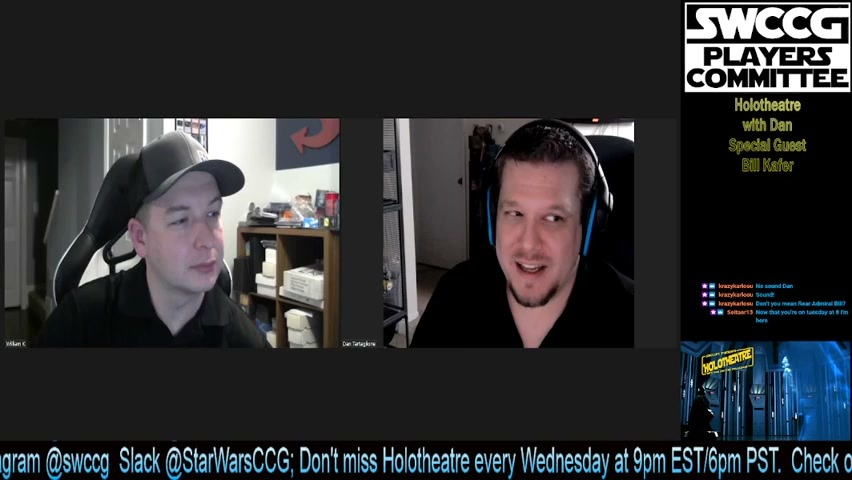 SWCCG
PLAYERS
COMMITTEE
Holotheatre
with Dan
Special Guest
Bill Kafer
William K
Dan Tartaglione
krazykarlosu No sound Dan
krazykarlosu Sound!
krazykarlosu Don't you mean Rear Admiral Bill?
Seltaer13 Now that you're on tuesday at 8 I'm
here
HOLOTHEATRE
gram @swccg Slack @StarWarsCCG; Don't miss Holotheatre every Wednesday at 9pm EST/6pm PST. Check o